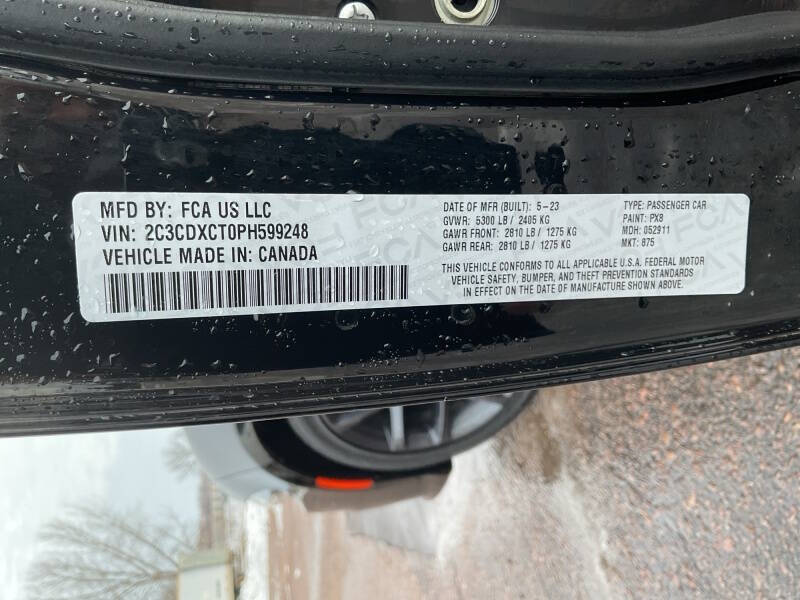 MFD BY: FCA US LLC
VIN: 2C3CDXCT0PH599248
VEHICLE MADE IN: CANADA
DATE OF MFR (BUILT): 5-23
GVWR: 5300 LB / 2405 KG
GAWR FRONT: 2810 LB / 1275 KG
GAWR REAR: 2810 LB / 1275 KG
TYPE: PASSENGER CAR
PAINT: PX8
MDH: 052911
MKT: 875
THIS VEHICLE CONFORMS TO ALL APPLICABLE U.S.A. FEDERAL MOTOR
VEHICLE SAFETY, BUMPER, AND THEFT PREVENTION STANDARDS
IN EFFECT ON THE DATE OF MANUFACTURE SHOWN ABOVE.